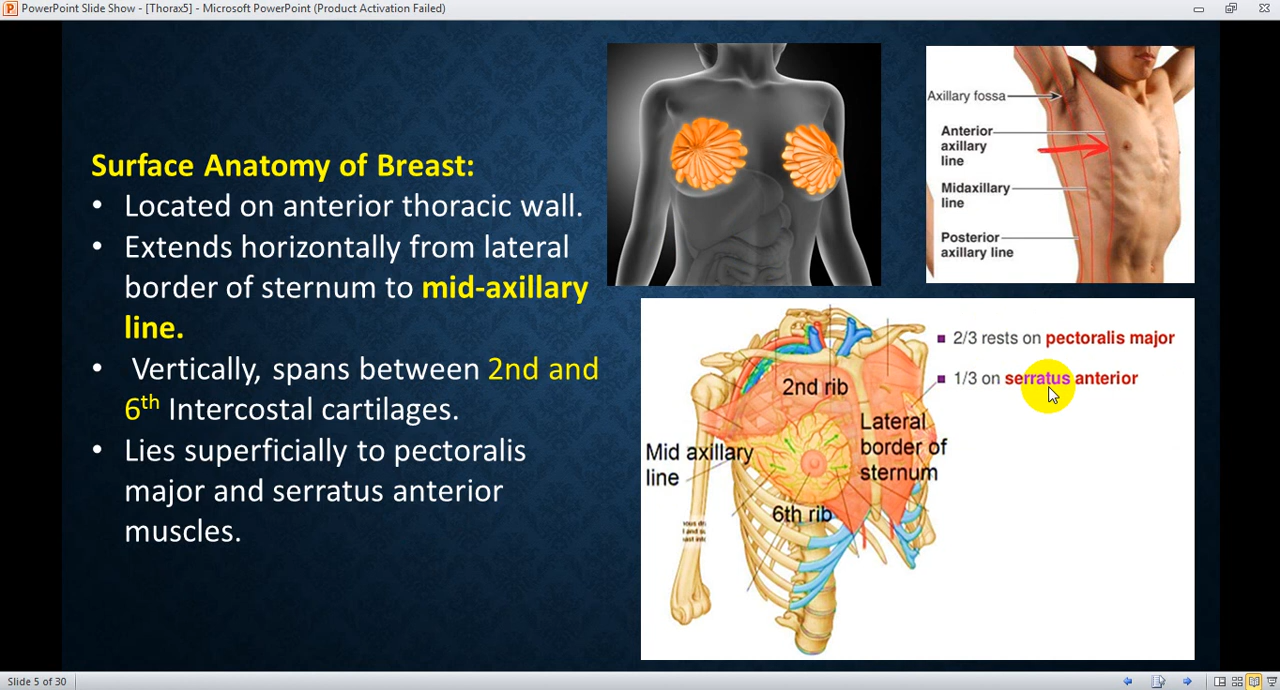 PowerPoint Slide Show - [Thorax5] - Microsoft PowerPoint (Product Activation Failed)
Surface Anatomy of Breast:
• Located on anterior thoracic wall.
• Extends horizontally from lateral
border of sternum to mid-axillary
line.
• Vertically, spans between 2nd and
6th Intercostal cartilages.
• Lies superficially to pectoralis
major and serratus anterior
muscles.
Axillary fossa
Anterior
axillary
line
Midaxillary
line
Posterior
axillary line
2/3 rests on pectoralis major
1/3 on serratus anterior
2nd rib
Lateral
border of
sternum
Mid axillary
line
6th rib
Slide 5 of 30